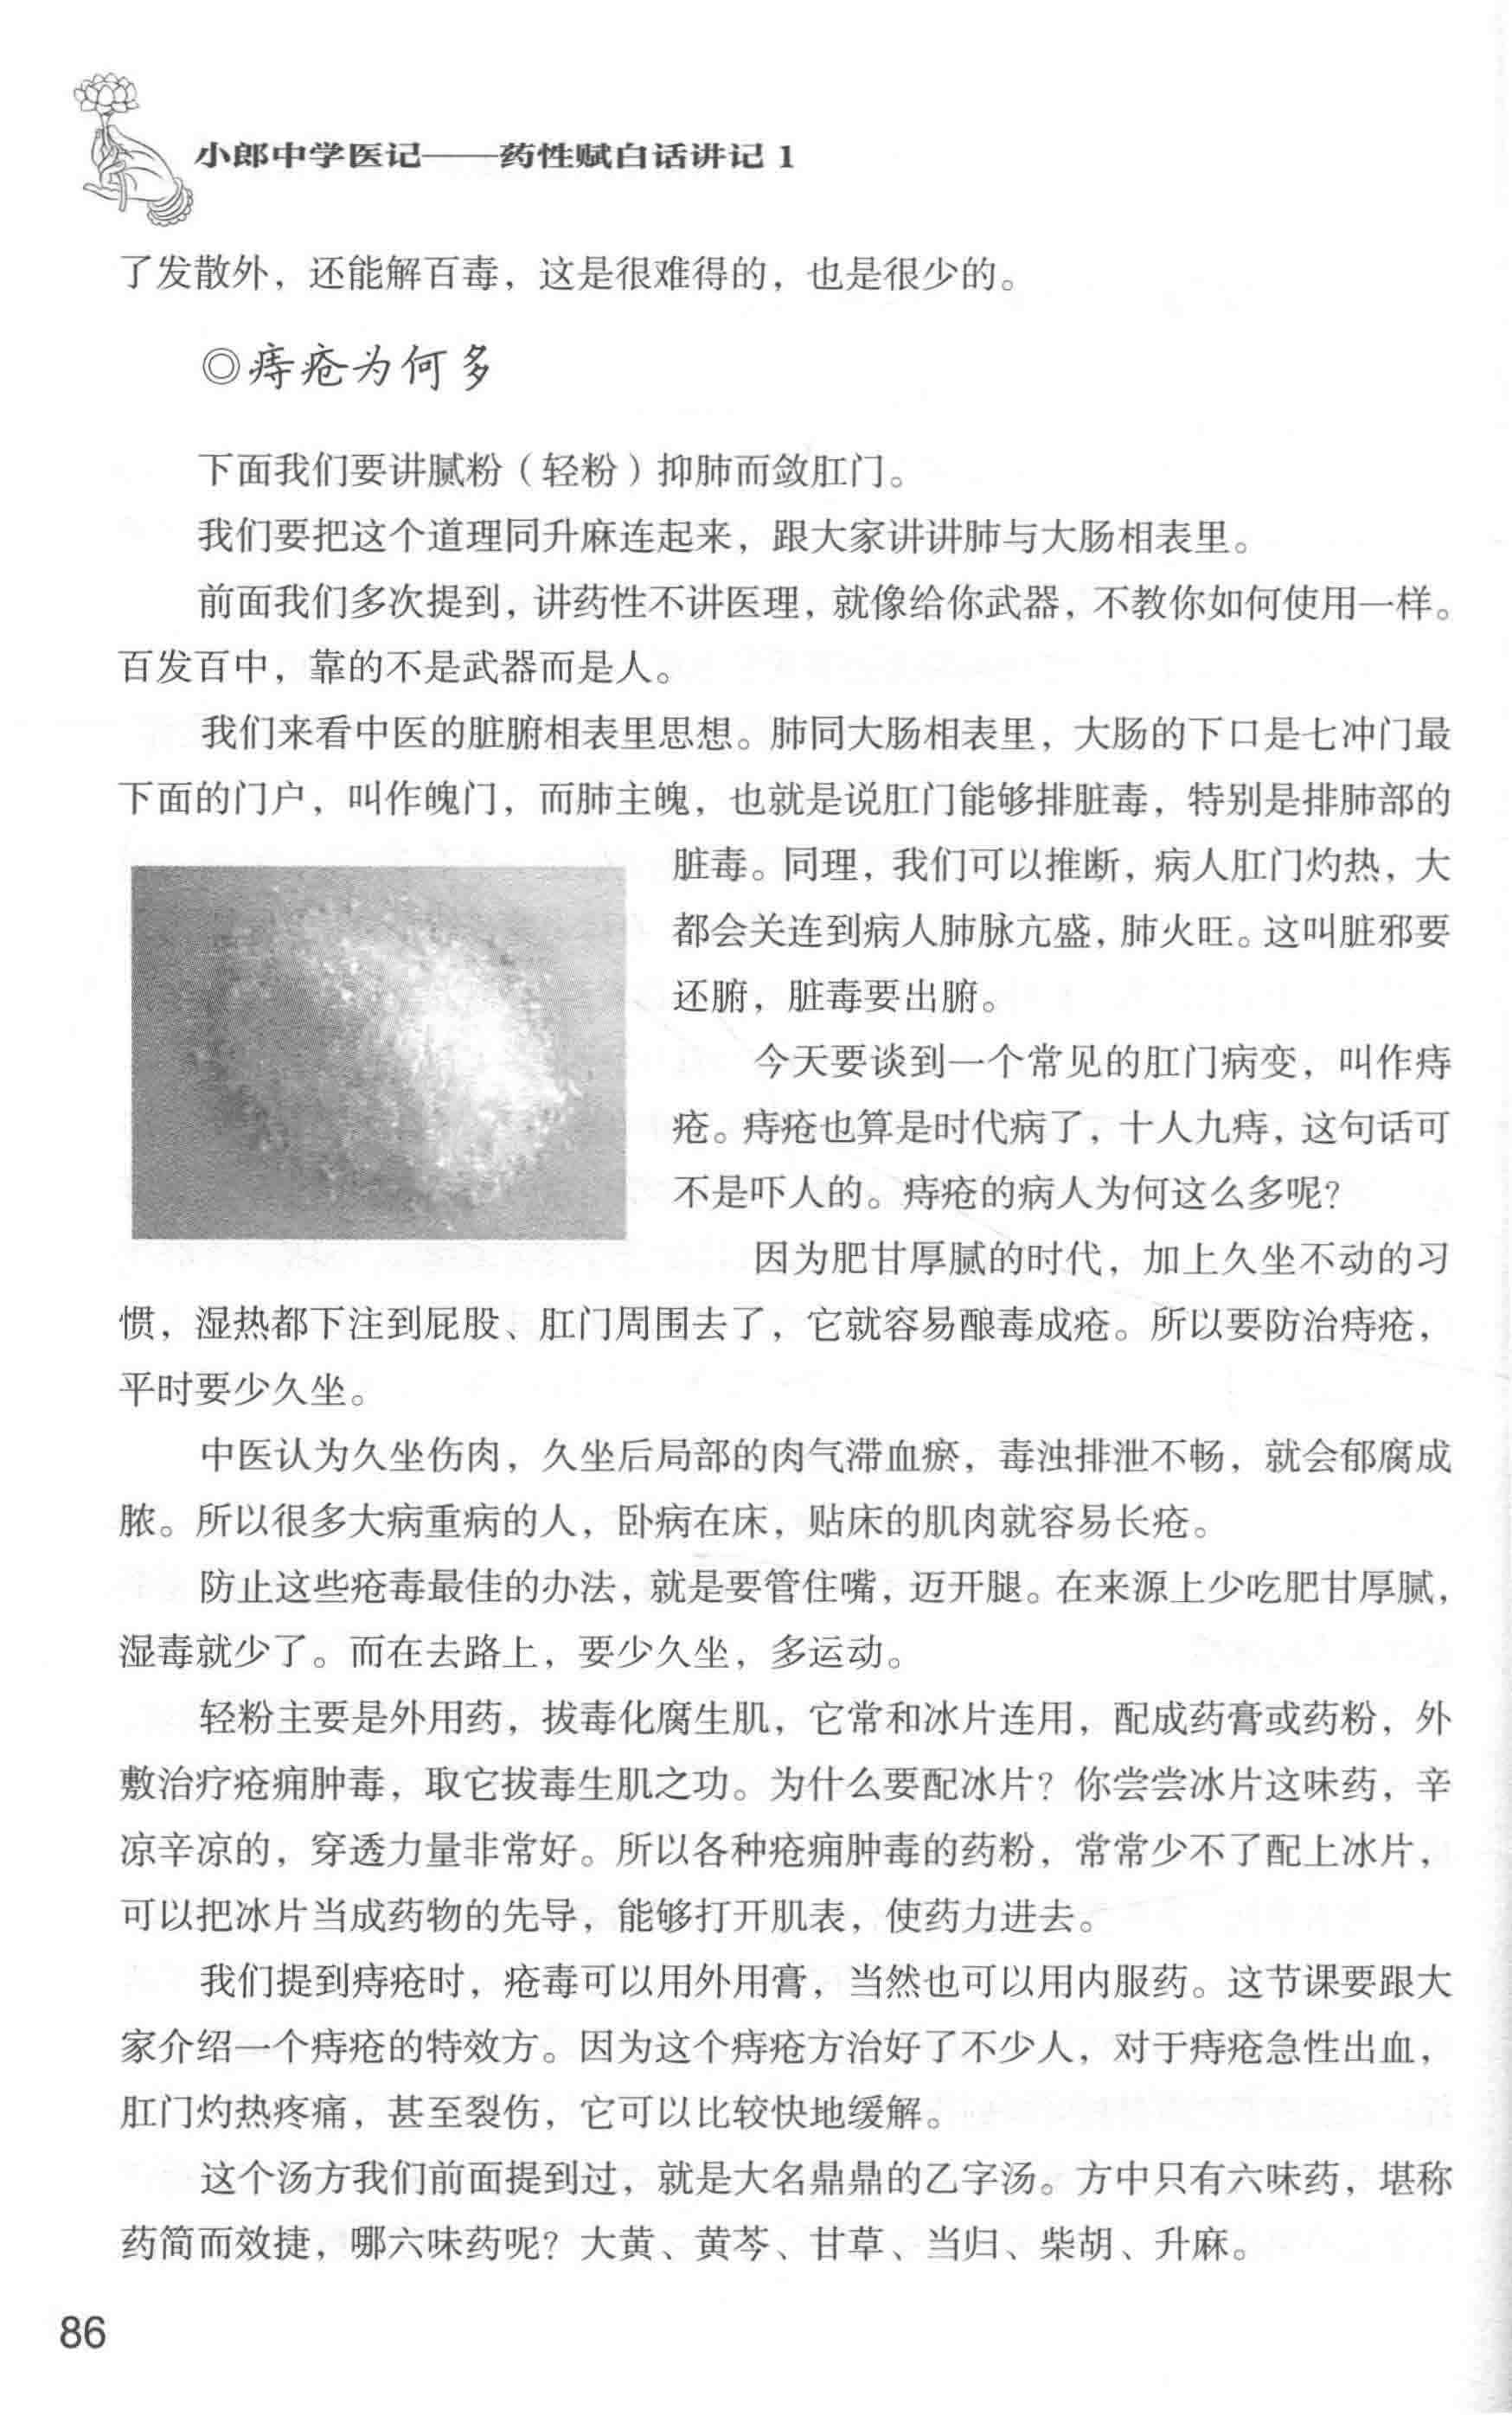 小郎中学医记——药性赋白话讲记 1
了发散外，还能解百毒，这是很难得的，也是很少的。
◎痔疮为何多
下面我们要讲腻粉（轻粉）抑肺而敛肛门。
我们要把这个道理同升麻连起来，跟大家讲讲肺与大肠相表里。
前面我们多次提到，讲药性不讲医理，就像给你武器，不教你如何使用一样。
百发百中，靠的不是武器而是人。
我们来看中医的脏腑相表里思想。肺同大肠相表里，大肠的下口是七冲门最
下面的门户，叫作魄门，而肺主魄，也就是说肛门能够排脏毒，特别是排肺部的
脏毒。同理，我们可以推断，病人肛门灼热，大
都会关连到病人肺脉亢盛，肺火旺。这叫脏邪要
还腑，脏毒要出腑。
今天要谈到一个常见的肛门病变，叫作痔
疮。痔疮也算是时代病了，十人九痔，这句话可
不是吓人的。痔疮的病人为何这么多呢？
因为肥甘厚腻的时代，加上久坐不动的习
惯，湿热都下注到屁股、肛门周围去了，它就容易酿毒成疮。所以要防治痔疮，
平时要少久坐。
中医认为久坐伤肉，久坐后局部的肉气滞血瘀，毒浊排泄不畅，就会郁腐成
脓。所以很多大病重病的人，卧病在床，贴床的肌肉就容易长疮。
防止这些疮毒最佳的办法，就是要管住嘴，迈开腿。在来源上少吃肥甘厚腻，
湿毒就少了。而在去路上，要少久坐，多运动。
轻粉主要是外用药，拔毒化腐生肌，它常和冰片连用，配成药膏或药粉，外
敷治疗疮痈肿毒，取它拔毒生肌之功。为什么要配冰片？你尝尝冰片这味药，辛
凉辛凉的，穿透力量非常好。所以各种疮痈肿毒的药粉，常常少不了配上冰片，
可以把冰片当成药物的先导，能够打开肌表，使药力进去。
我们提到痔疮时，疮毒可以用外用膏，当然也可以用内服药。这节课要跟大
家介绍一个痔疮的特效方。因为这个痔疮方治好了不少人，对于痔疮急性出血，
肛门灼热疼痛，甚至裂伤，它可以比较快地缓解。
这个汤方我们前面提到过，就是大名鼎鼎的乙字汤。方中只有六味药，堪称
药简而效捷，哪六味药呢？大黄、黄芩、甘草、当归、柴胡、升麻。
86